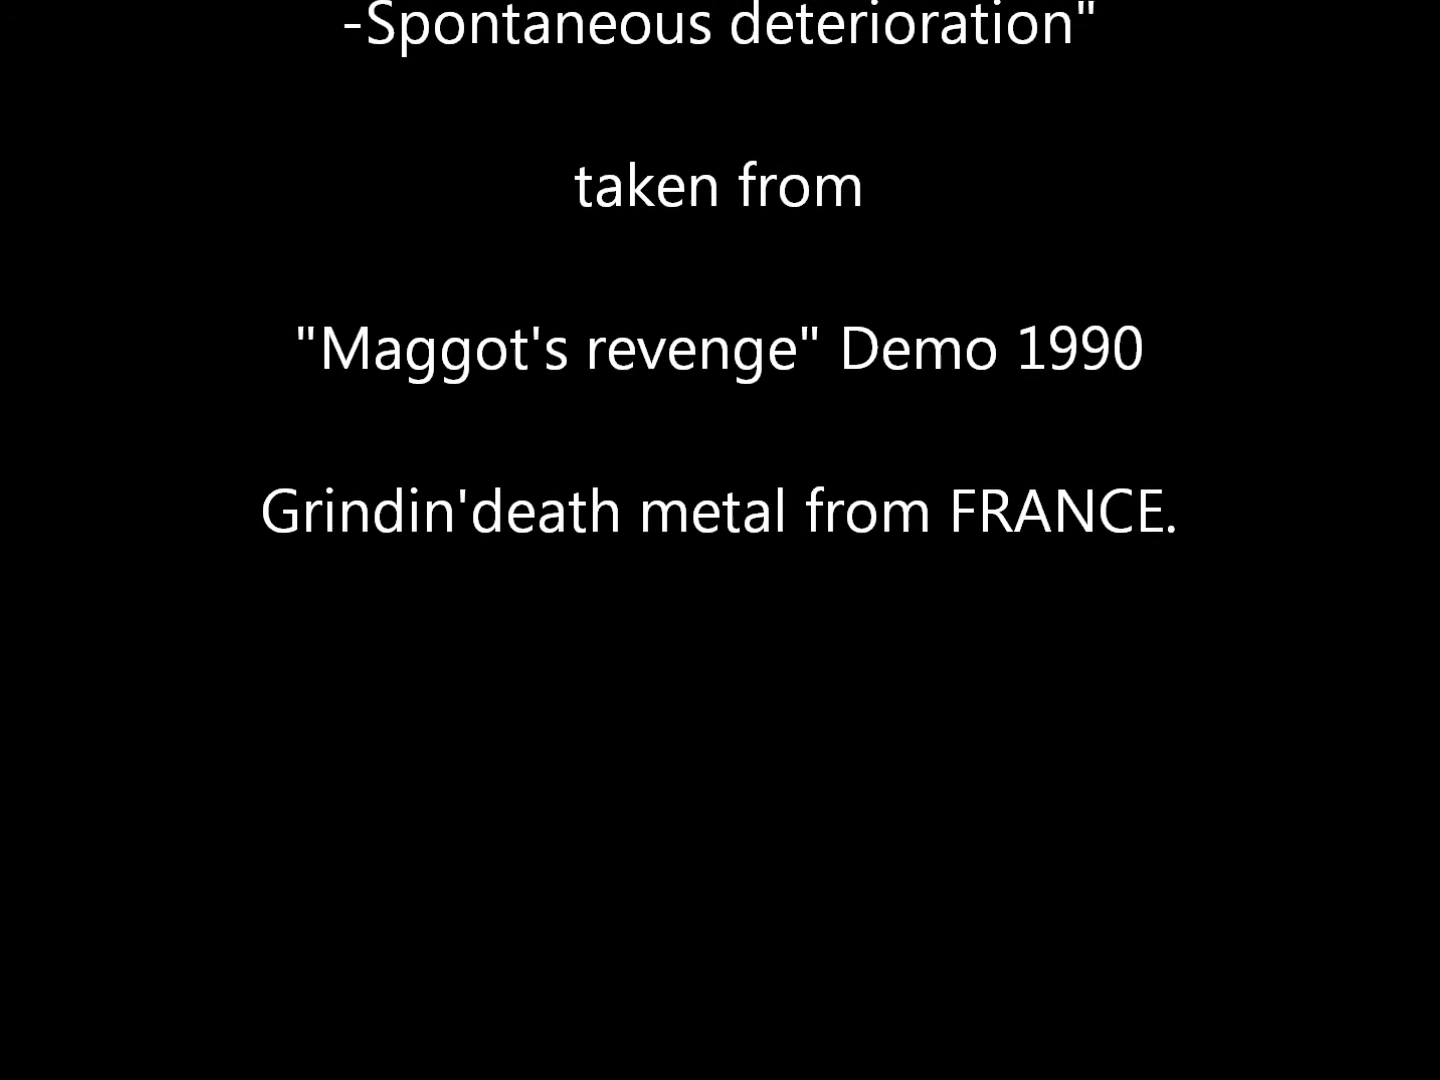 -Spontaneous deterioration"
taken from
"Maggot's revenge" Demo 1990
Grindin'death metal from FRANCE.